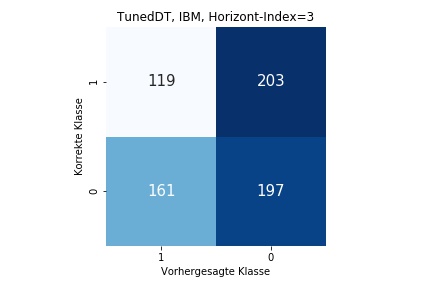 TunedDT, IBM, Horizont-Index=3
Korrekte Klasse
1
119
203
0
161
197
1
0
Vorhergesagte Klasse